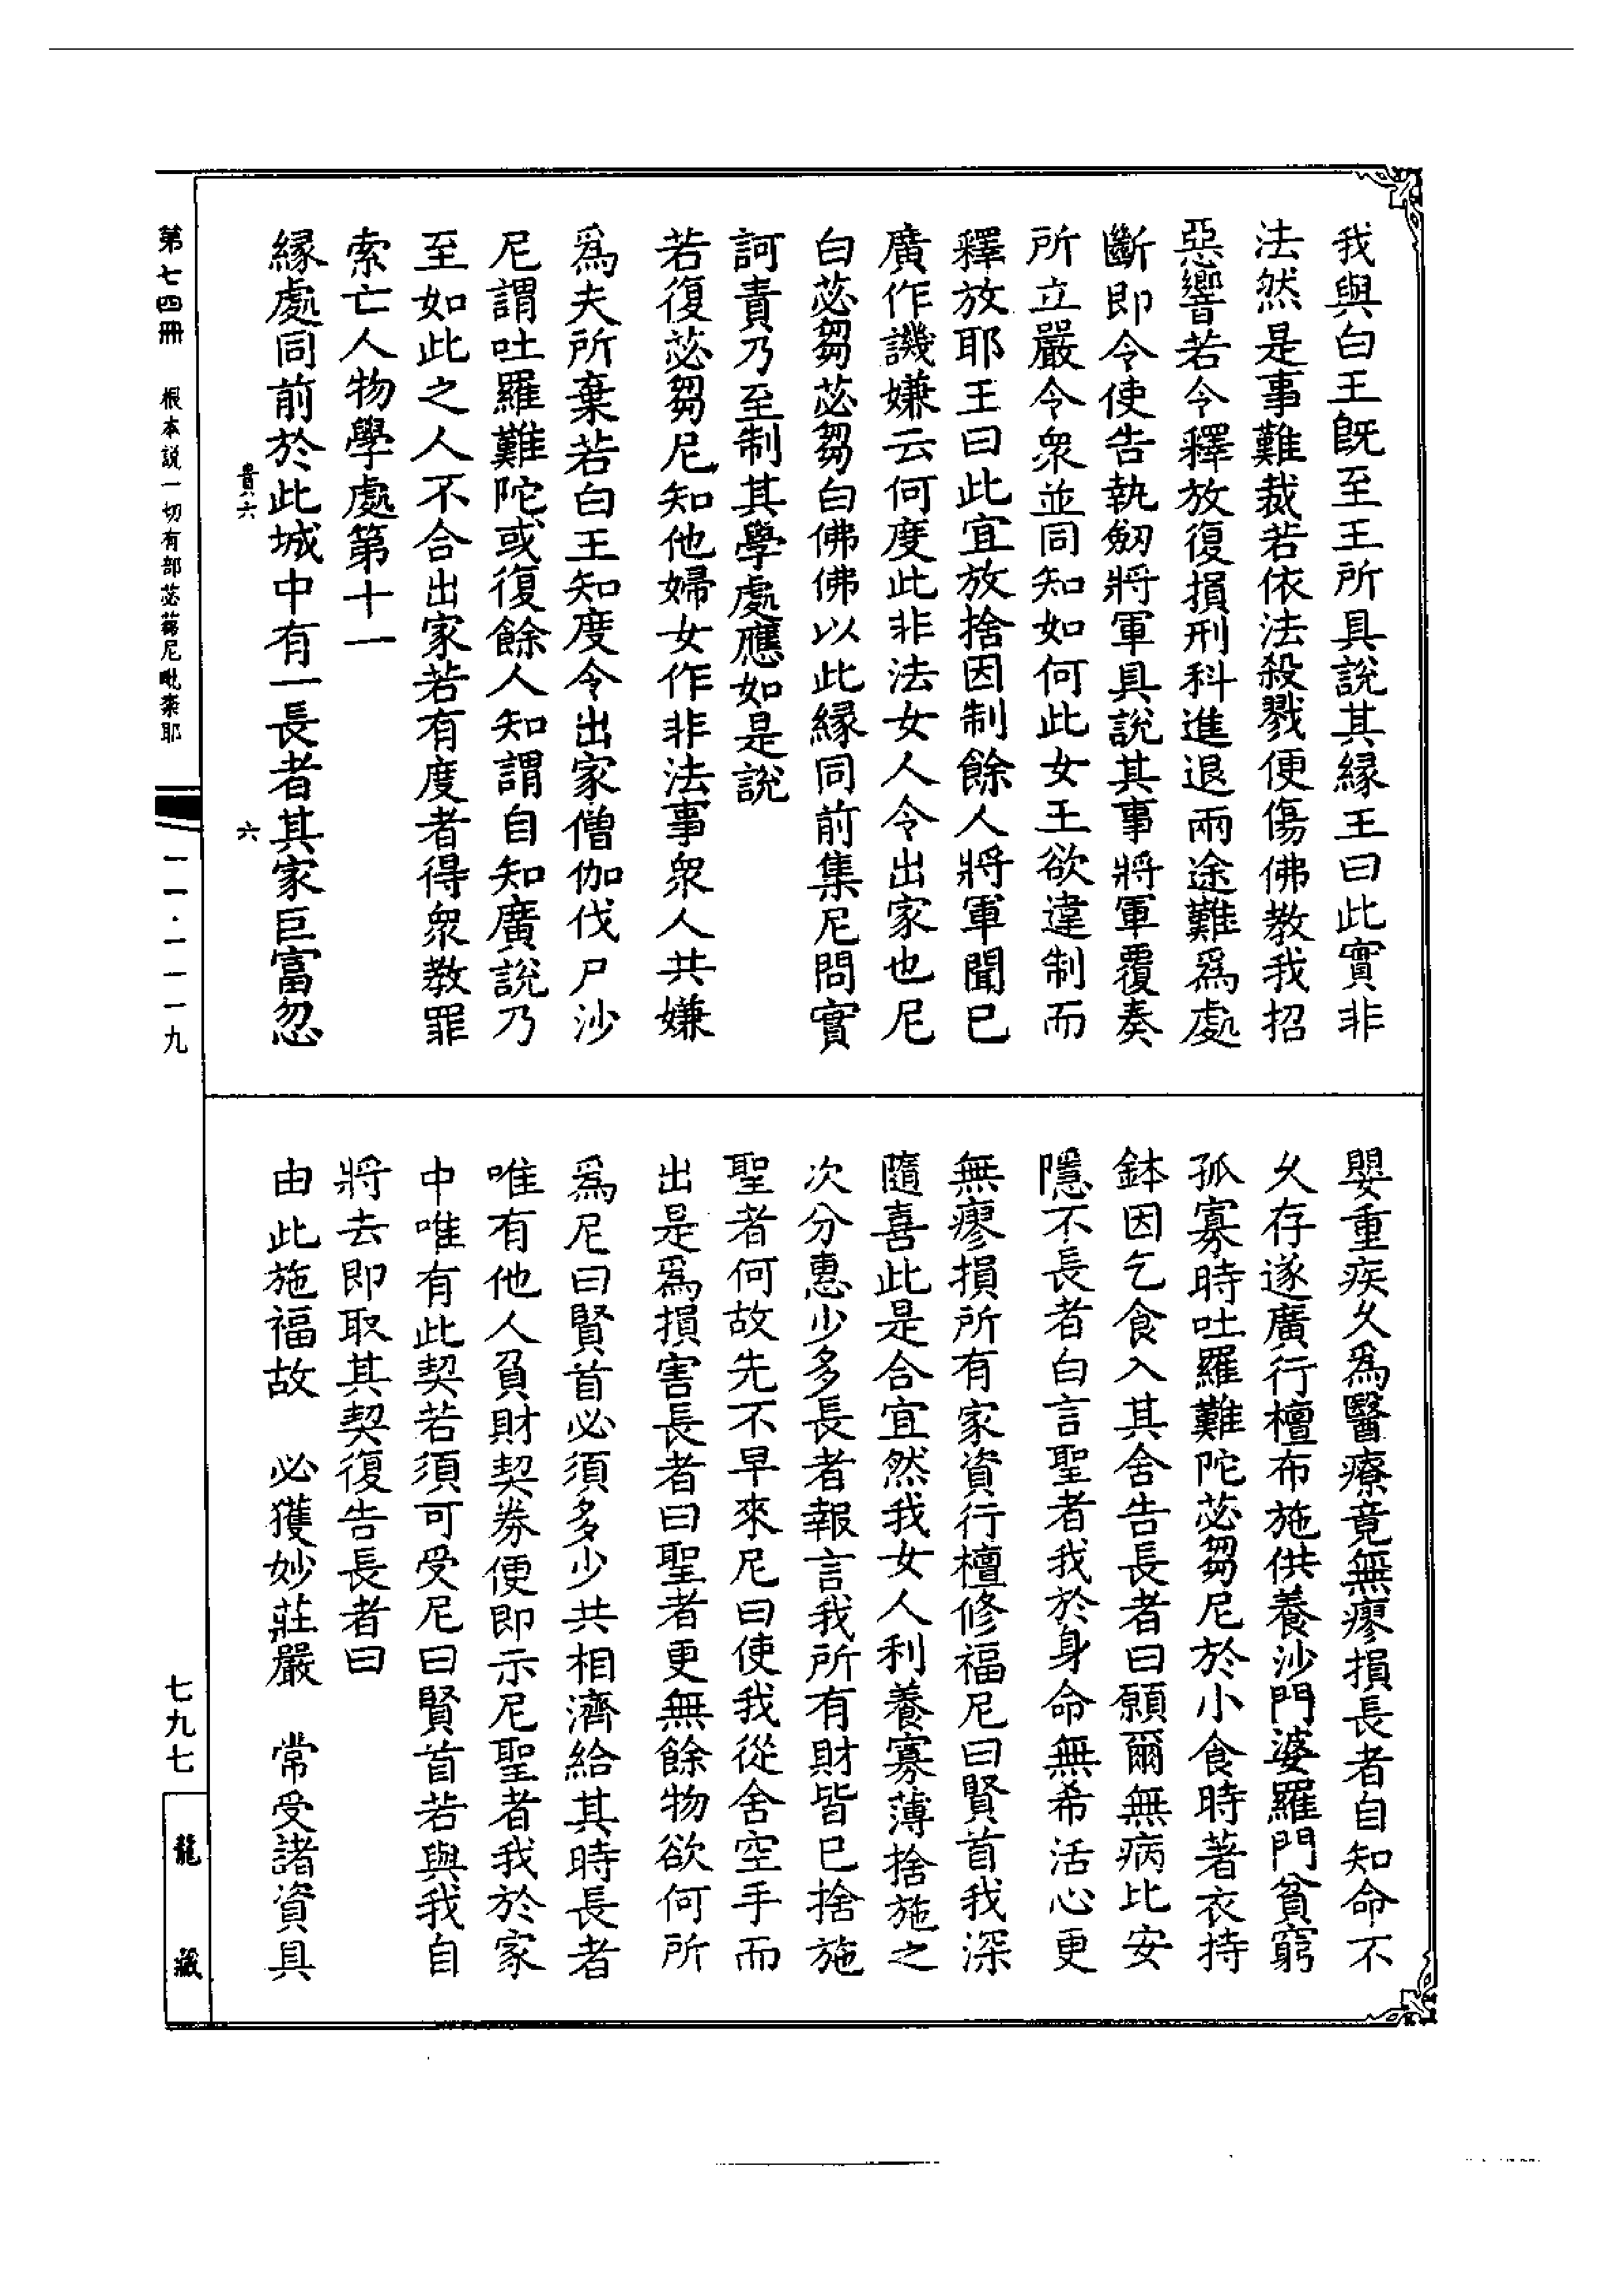 我與白王既至王所具說其縁王曰此實非
法然是事難裁若依法殺戮便傷佛教我招
惡響若令釋放復損刑科進退兩途難爲處
斷即令使告執劒將軍具說其事將軍覆奏
所立嚴令衆並同知如何此女王欲違制而
釋放耶王曰此宜放捨因制餘人將軍聞已
廣作譏嫌云何度此非法女人令出家也尼
白苾芻苾芻白佛佛以此縁同前集尼問實
訶責乃至制其學處應如是說
若復苾芻尼知他婦女作非法事衆人共嫌
爲夫所棄若白王知度令出家僧伽伐尸沙
尼謂吐羅難陀或復餘人知謂自知廣說乃
至如此之人不合出家若有度者得衆教罪
索亡人物學處第十一
縁處同前於此城中有一長者其家巨富忽
嬰重疾久爲醫療竟無瘳損長者自知命不
久存遂廣行檀布施供養沙門婆羅門貧窮
孤寡時吐羅難陀苾芻尼於小食時著衣持
鉢因乞食入其舍告長者曰願爾無病比安
隱不長者白言聖者我於身命無希活心更
無瘳損所有家資行檀修福尼曰賢首我深
隨喜此是合宜然我女人利養寡薄捨施之
次分惠少多長者報言我所有財皆已捨施
聖者何故先不早來尼曰使我從舍空手而
出是爲損害長者曰聖者更無餘物欲何所
爲尼曰賢首必須多少共相濟給其時長者
唯有他人負財契券便即示尼聖者我於家
中唯有此契若須可受尼曰賢首若與我自
將去即取其契復告長者曰
由此施福故　必獲妙莊嚴　常受諸資具
第七四冊　根本說一切有部苾芻尼毗奈耶
一一·一一一九
貴六
六
七九七
龍藏